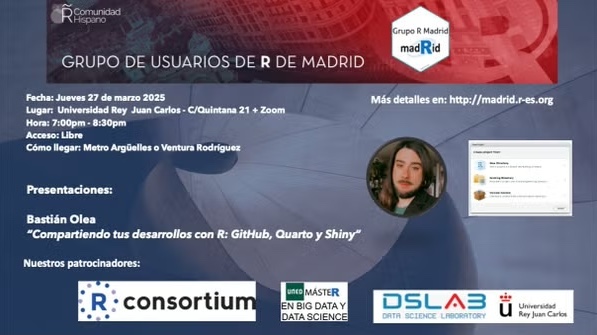 R Comunidad
Hispano
Grupo R Madrid
madRid
GRUPO DE USUARIOS DE R DE MADRID
Fecha: Jueves 27 de marzo 2025
Lugar: Universidad Rey Juan Carlos - C/Quintana 21 + Zoom
Hora: 7:00pm - 8:30pm
Acceso: Libre
Cómo llegar: Metro Argüelles o Ventura Rodríguez
Más detalles en: http://madrid.r-es.org
Presentaciones:
Bastián Olea
“Compartiendo tus desarrollos con R: GitHub, Quarto y Shiny”
Nuestros patrocinadores:
R consortium
UNED MÁSTER
EN BIG DATA Y
DATA SCIENCE
DSLAB
DATA SCIENCE LABORATORY
Universidad
Rey Juan Carlos